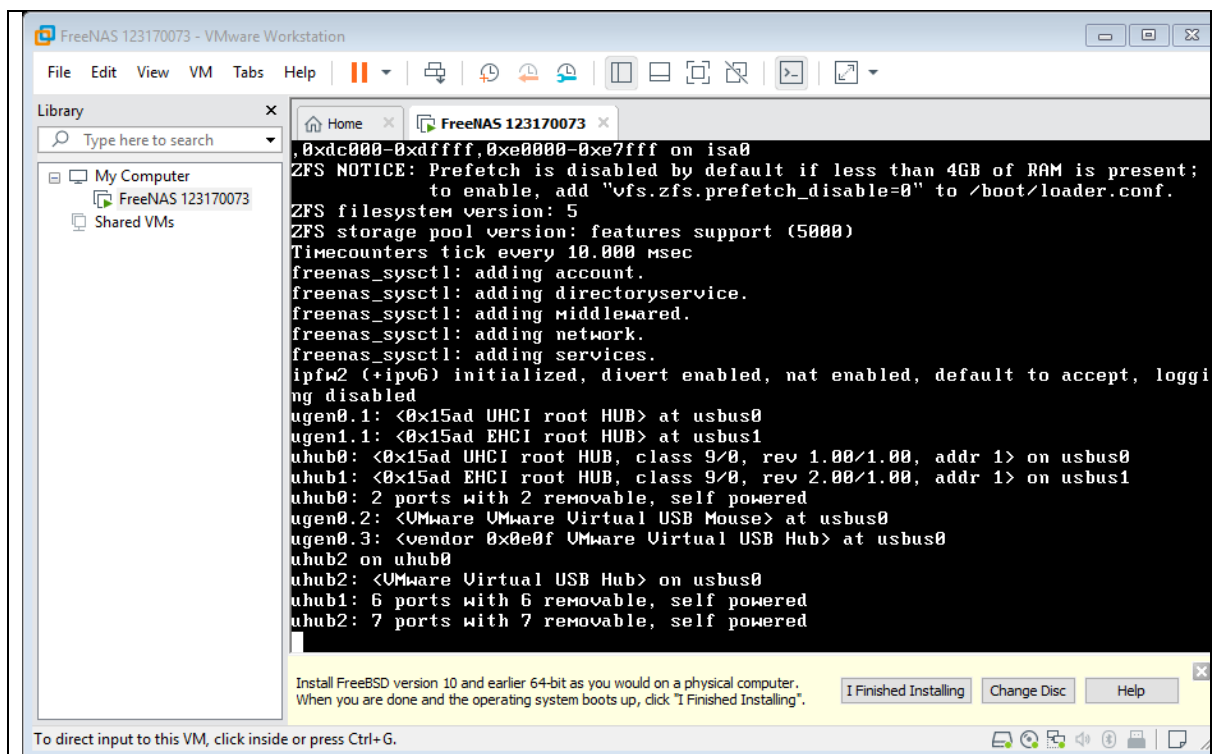 FreeNAS 123170073 - VMware Workstation
File Edit View VM Tabs Help
Library
Type here to search
My Computer
FreeNAS 123170073
Shared VMs
Home
FreeNAS 123170073
,0xdc000-0xdffff,0xe0000-0xe7fff on isa0
ZFS NOTICE: Prefetch is disabled by default if less than 4GB of RAM is present;
to enable, add "vfs.zfs.prefetch_disable=0" to /boot/loader.conf.
ZFS filesystem version: 5
ZFS storage pool version: features support (5000)
Timecounters tick every 10.000 msec
freenas_sysctl: adding account.
freenas_sysctl: adding directoryservice.
freenas_sysctl: adding middlewared.
freenas_sysctl: adding network.
freenas_sysctl: adding services.
ipfw2 (+ipv6) initialized, divert enabled, nat enabled, default to accept, loggi
ng disabled
ugen0.1: <0x15ad UHCI root HUB> at usbus0
ugen1.1: <0x15ad EHCI root HUB> at usbus1
uhub0: <0x15ad UHCI root HUB, class 9/0, rev 1.00/1.00, addr 1> on usbus0
uhub1: <0x15ad EHCI root HUB, class 9/0, rev 2.00/1.00, addr 1> on usbus1
uhub0: 2 ports with 2 removable, self powered
ugen0.2: <VMware VMware Virtual USB Mouse> at usbus0
ugen0.3: <vendor 0x0e0f VMware Virtual USB Hub> at usbus0
uhub2 on uhub0
uhub2: <VMware Virtual USB Hub> on usbus0
uhub1: 6 ports with 6 removable, self powered
uhub2: 7 ports with 7 removable, self powered
Install FreeBSD version 10 and earlier 64-bit as you would on a physical computer.
When you are done and the operating system boots up, click "I Finished Installing".
I Finished Installing
Change Disc
Help
To direct input to this VM, click inside or press Ctrl+G.